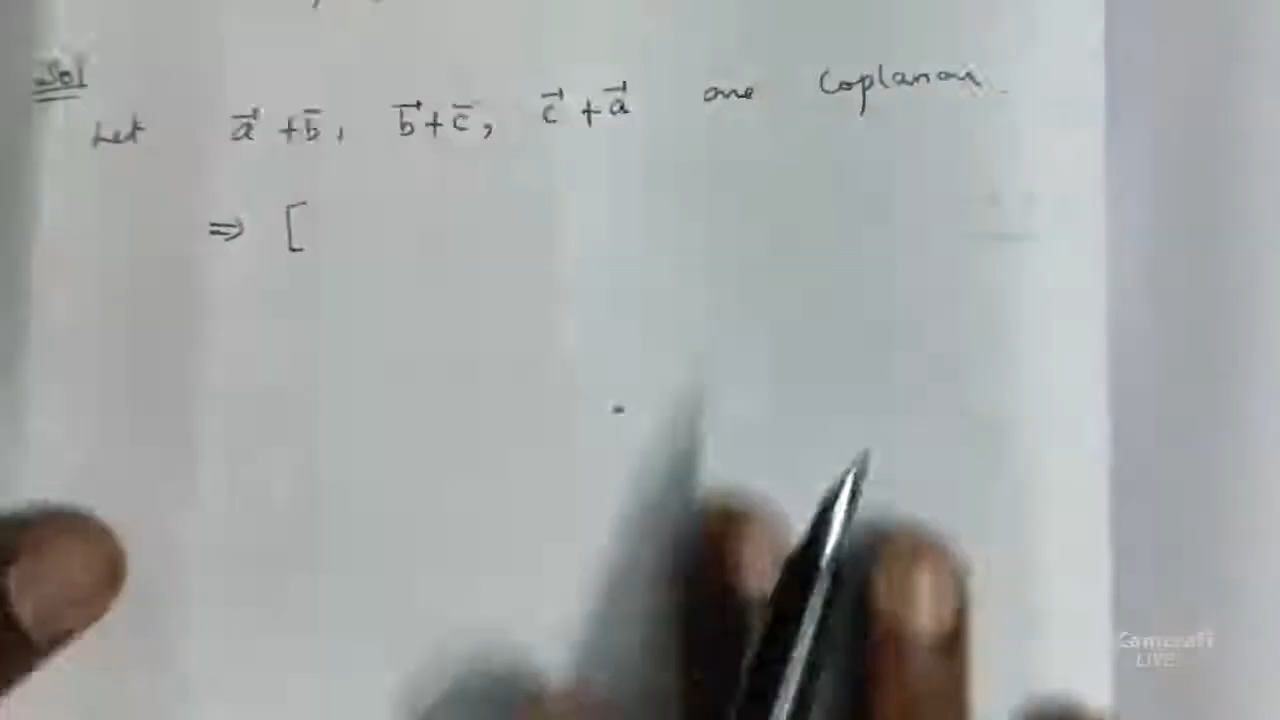 Sol
Let a⃗ + b̄, b⃗ + c̄, c⃗ + a⃗ are Coplanar
⇒ [
Camcraft
LIVE